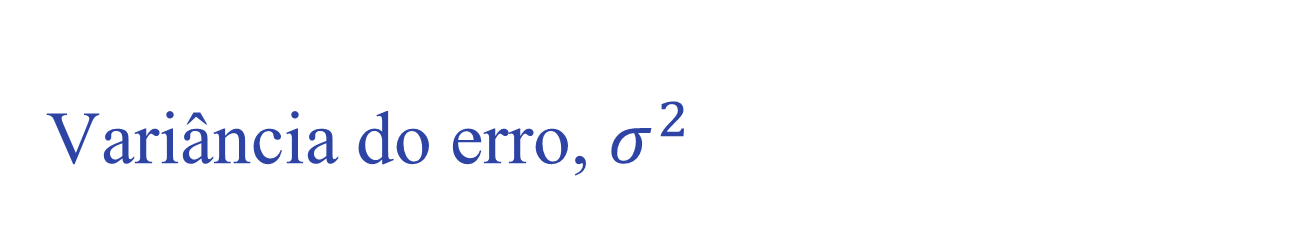 Variância do erro, σ²